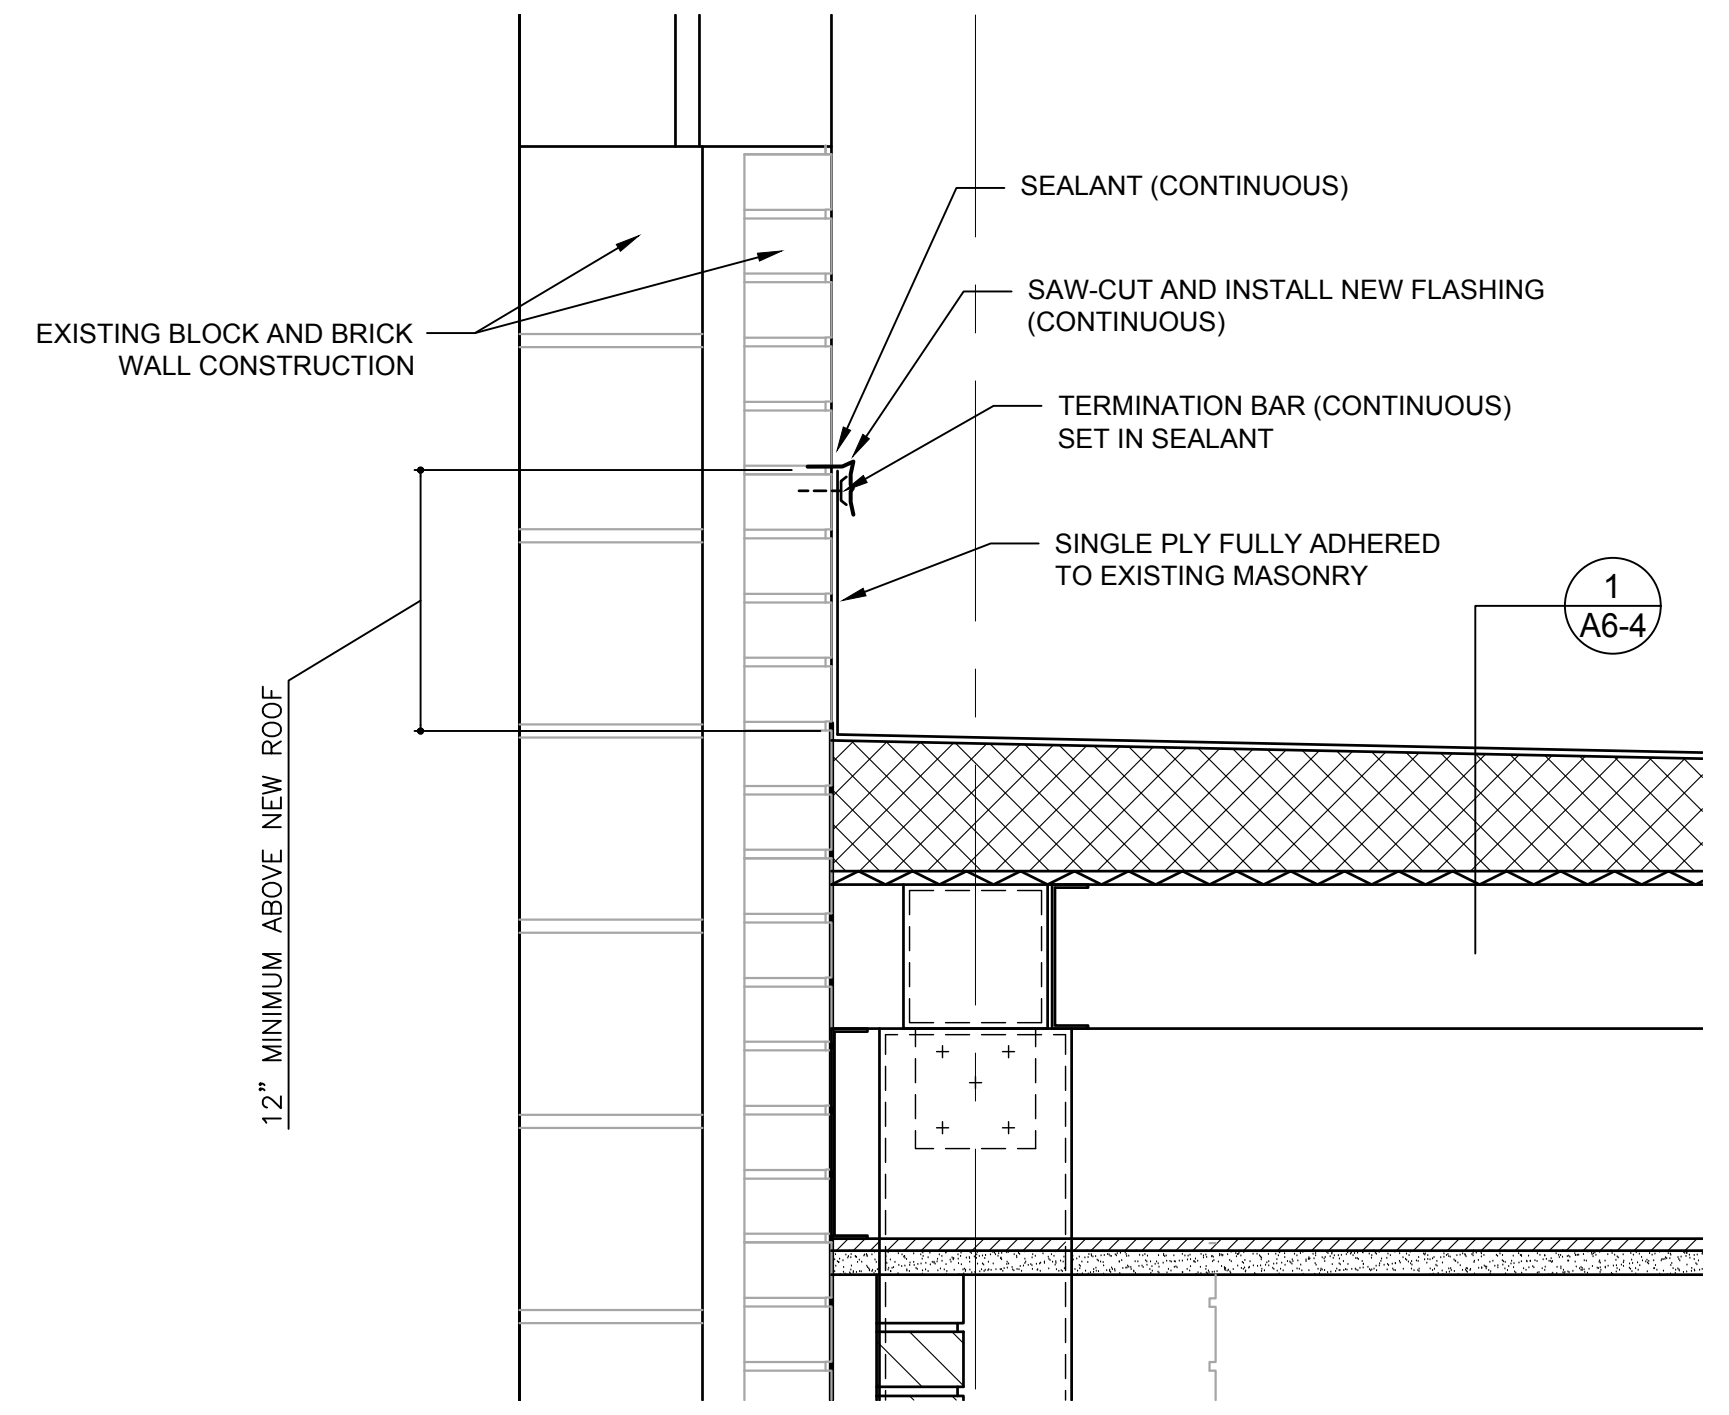 SEALANT (CONTINUOUS)
SAW-CUT AND INSTALL NEW FLASHING
(CONTINUOUS)
EXISTING BLOCK AND BRICK
WALL CONSTRUCTION
TERMINATION BAR (CONTINUOUS)
SET IN SEALANT
SINGLE PLY FULLY ADHERED
TO EXISTING MASONRY
1
A6-4
12” MINIMUM ABOVE NEW ROOF